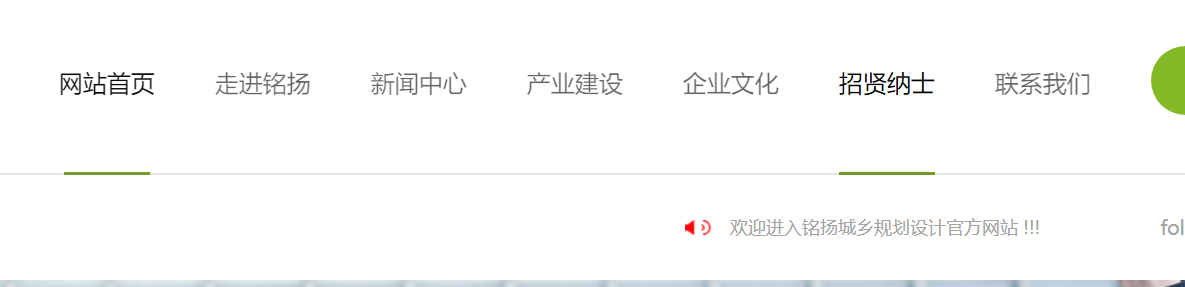 网站首页 走进铭扬 新闻中心 产业建设 企业文化 招贤纳士 联系我们
欢迎进入铭扬城乡规划设计官方网站 !!! fol